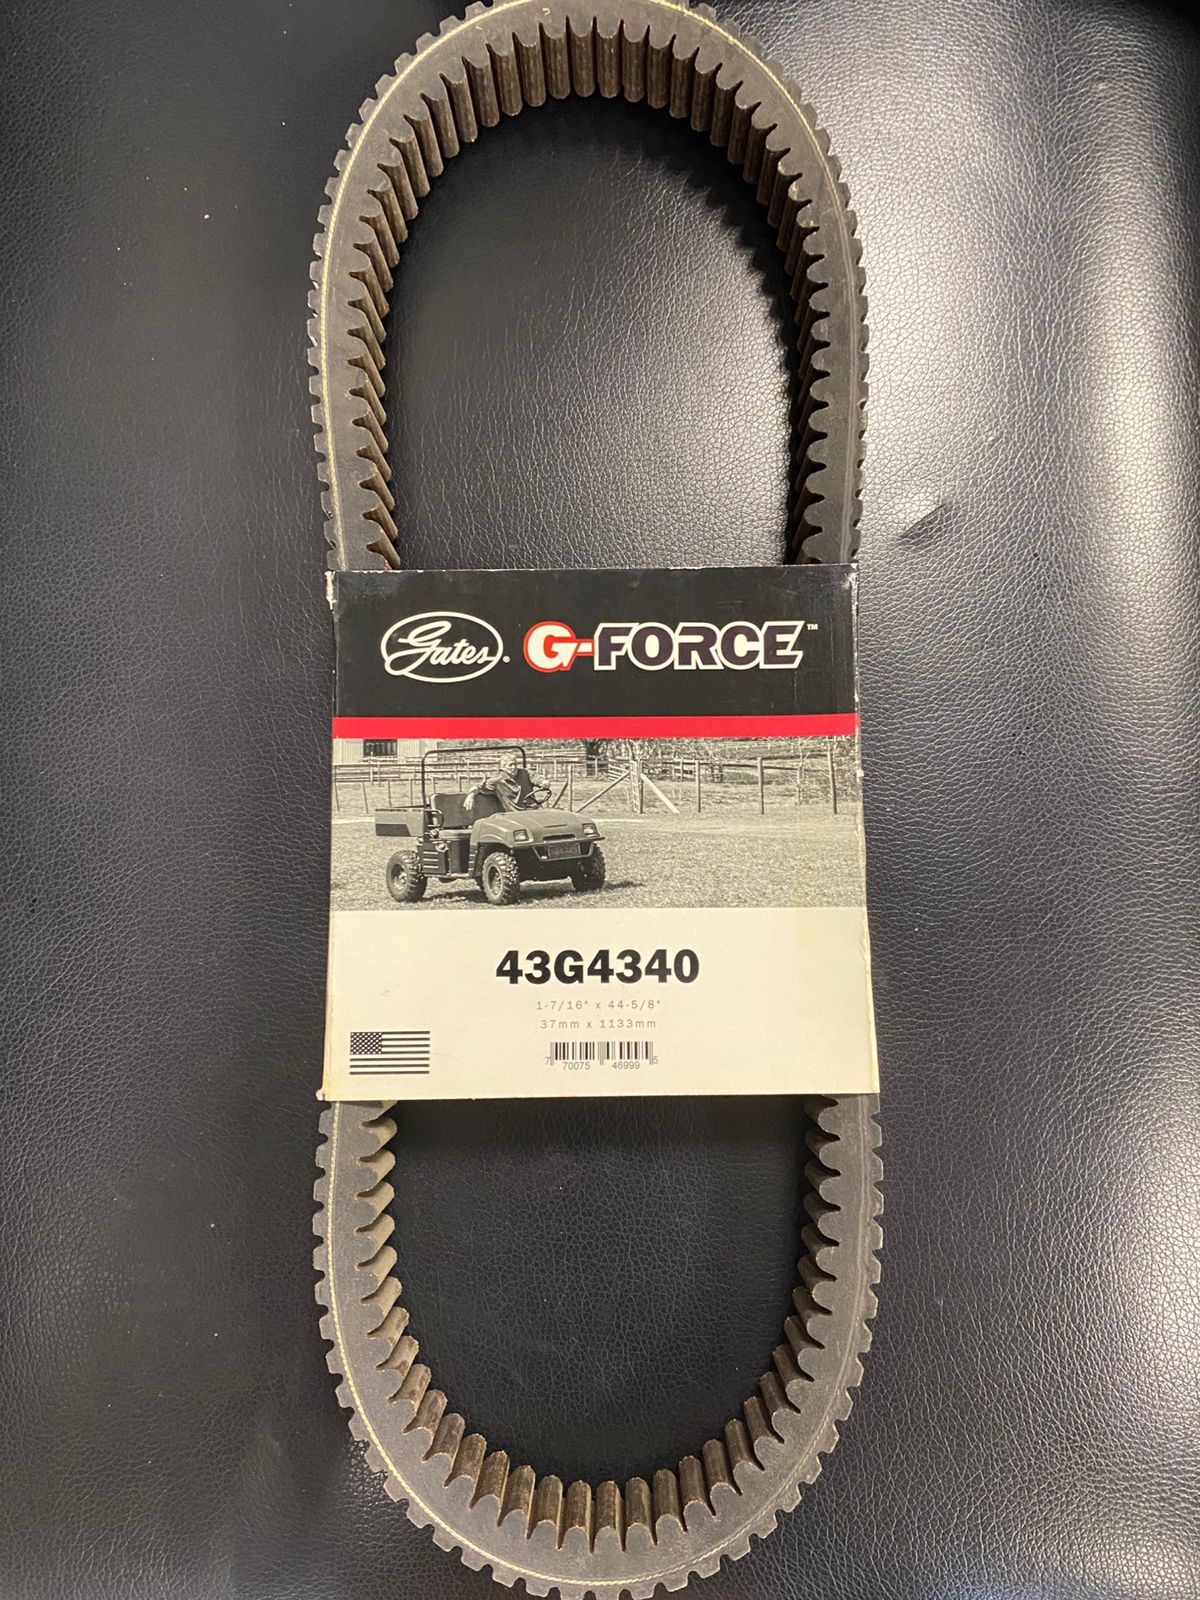 Gates® G-FORCE™
43G4340
1-7/16" x 44-5/8"
37mm x 1133mm
7 70075 46999 5